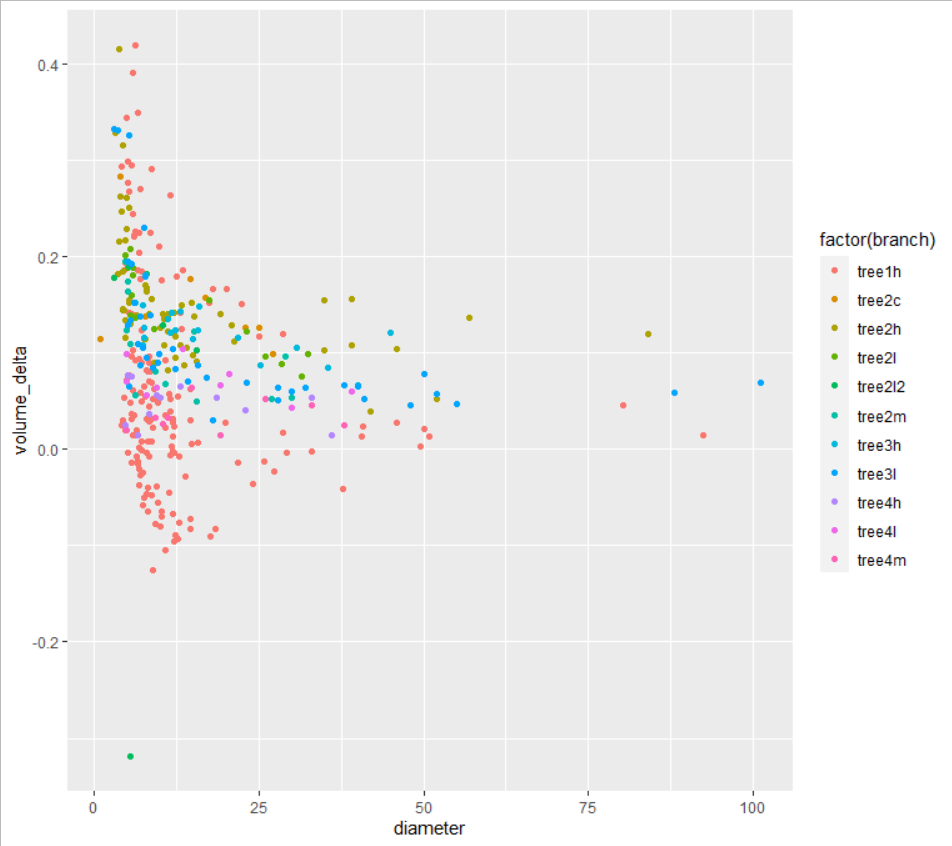 0.4
0.2
0.0
-0.2
volume_delta
0
25
50
75
100
diameter
factor(branch)
tree1h
tree2c
tree2h
tree2l
tree2l2
tree2m
tree3h
tree3l
tree4h
tree4l
tree4m